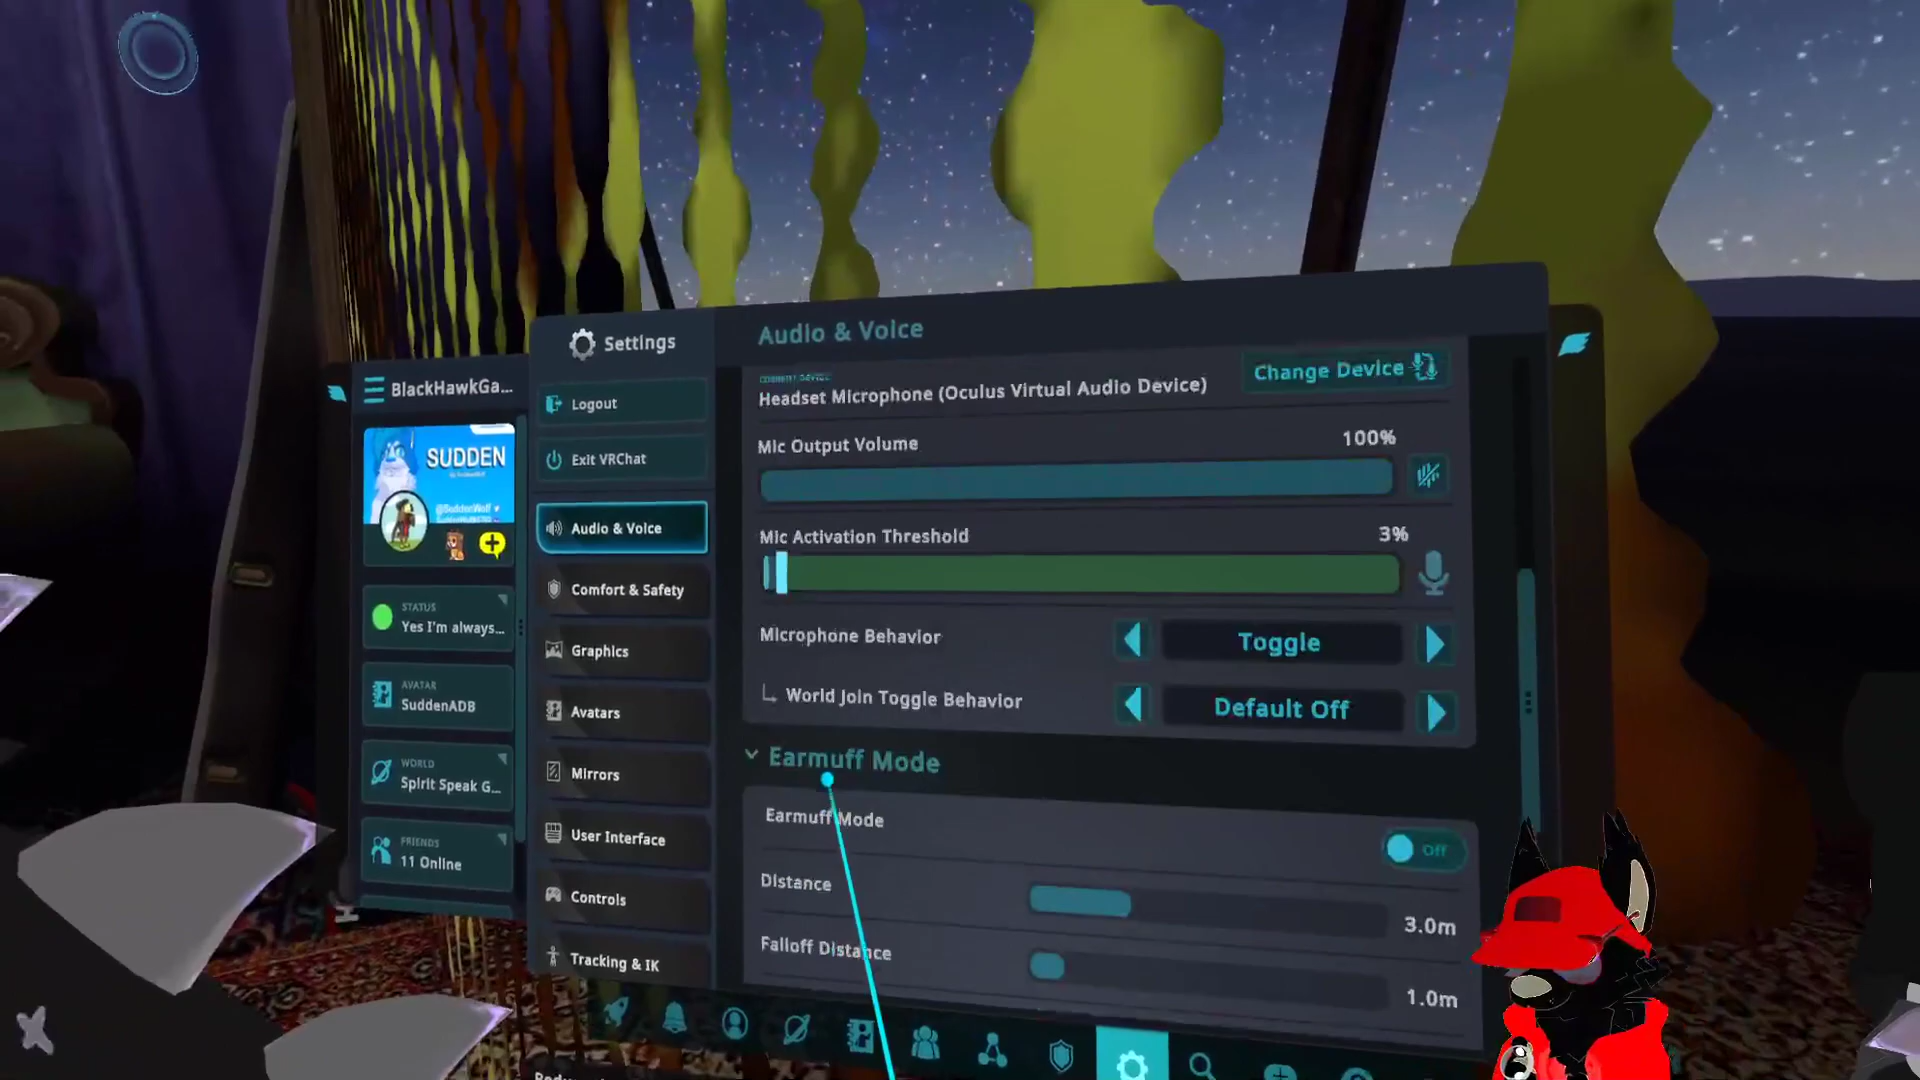 Settings
Audio & Voice
BlackHawkGa...
SUDDEN
@SuddenWolf
STATUS
Yes I'm always...
AVATAR
SuddenADB
WORLD
Spirit Speak G...
FRIENDS
11 Online
Logout
Exit VRChat
Audio & Voice
Comfort & Safety
Graphics
Avatars
Mirrors
User Interface
Controls
Tracking & IK
CURRENT DEVICE
Headset Microphone (Oculus Virtual Audio Device)
Change Device
Mic Output Volume
100%
Mic Activation Threshold
3%
Microphone Behavior
Toggle
World Join Toggle Behavior
Default Off
Earmuff Mode
Earmuff Mode
Off
Distance
3.0m
Falloff Distance
1.0m